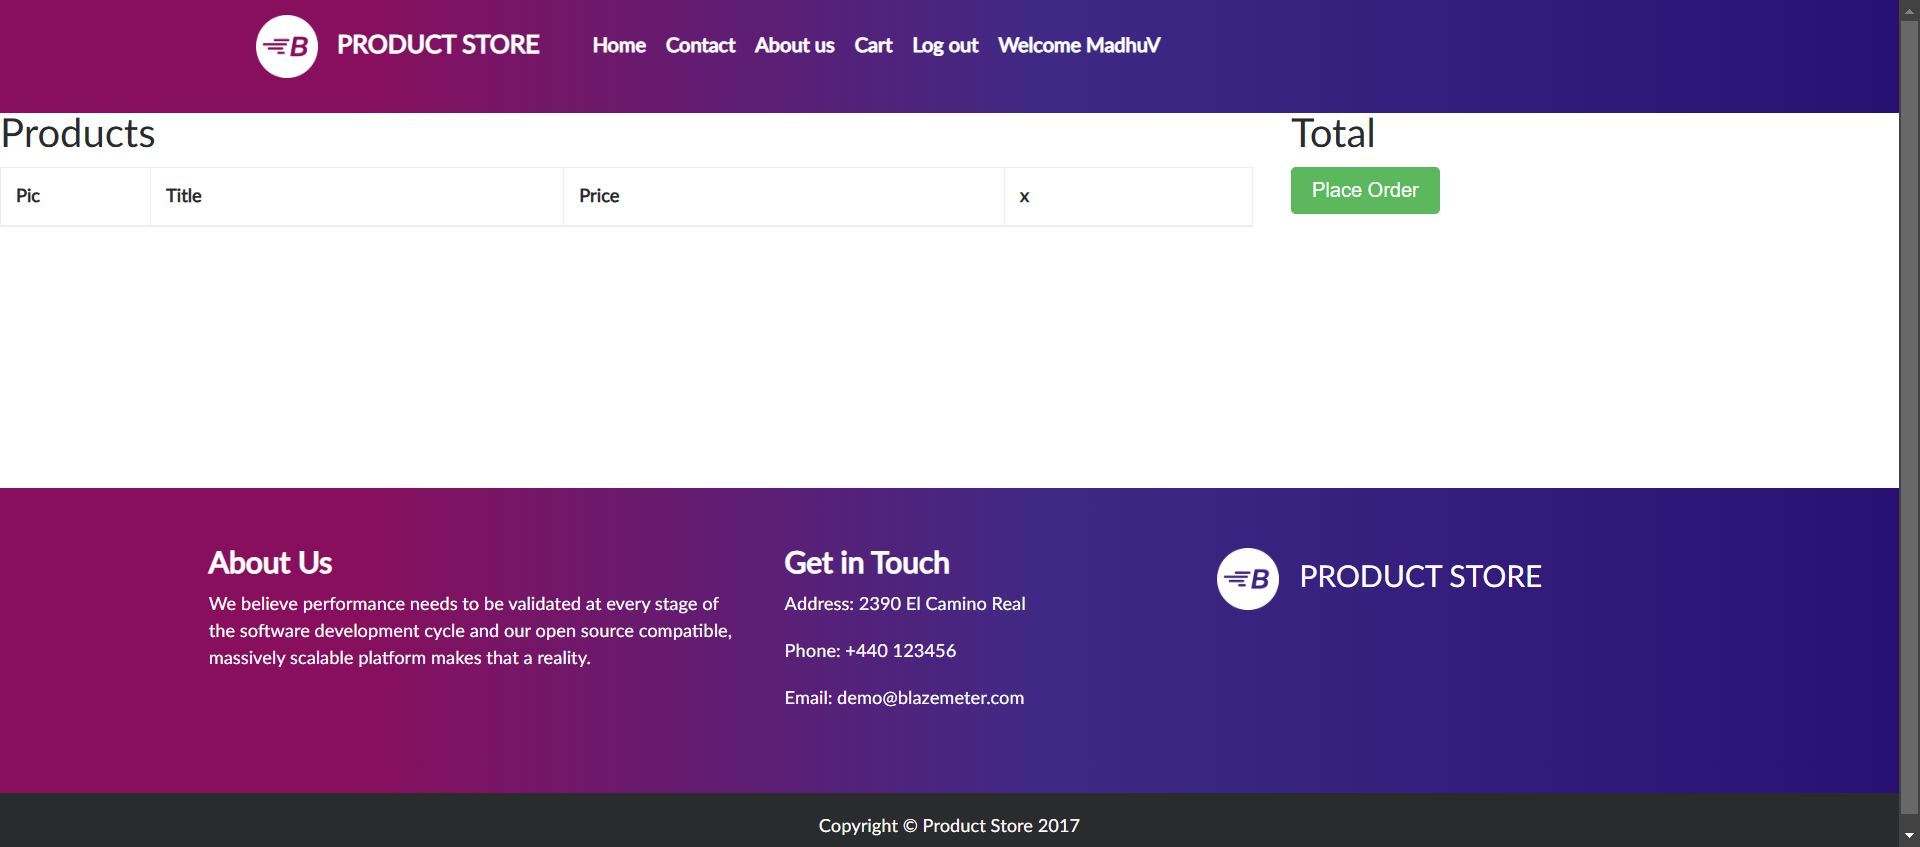 B PRODUCT STORE Home Contact About us Cart Log out Welcome MadhuV
Products
Total
Pic Title Price x
Place Order
About Us
We believe performance needs to be validated at every stage of
the software development cycle and our open source compatible,
massively scalable platform makes that a reality.
Get in Touch
Address: 2390 El Camino Real
Phone: +440 123456
Email: demo@blazemeter.com
B PRODUCT STORE
Copyright © Product Store 2017